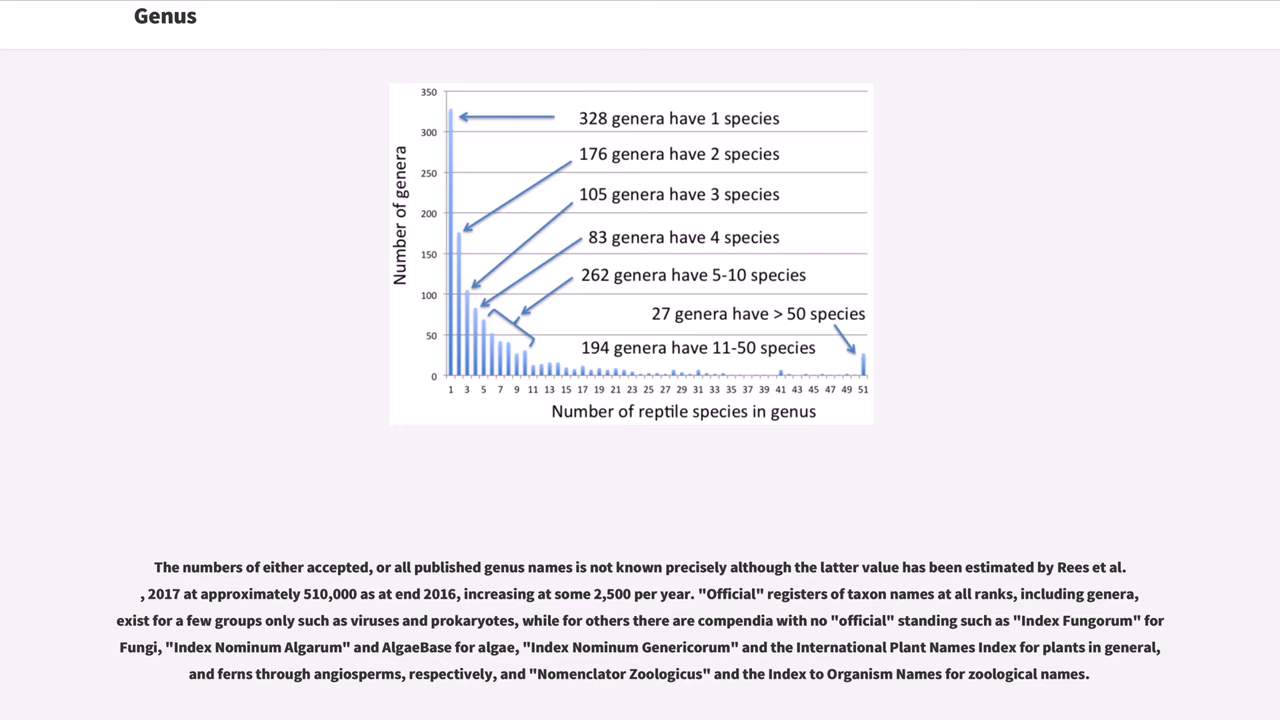 Genus
350
300
250
200
150
100
50
0
Number of genera
328 genera have 1 species
176 genera have 2 species
105 genera have 3 species
83 genera have 4 species
262 genera have 5-10 species
27 genera have > 50 species
194 genera have 11-50 species
1 3 5 7 9 11 13 15 17 19 21 23 25 27 29 31 33 35 37 39 41 43 45 47 49 51
Number of reptile species in genus
The numbers of either accepted, or all published genus names is not known precisely although the latter value has been estimated by Rees et al.
, 2017 at approximately 510,000 as at end 2016, increasing at some 2,500 per year. "Official" registers of taxon names at all ranks, including genera,
exist for a few groups only such as viruses and prokaryotes, while for others there are compendia with no "official" standing such as "Index Fungorum" for
Fungi, "Index Nominum Algarum" and AlgaeBase for algae, "Index Nominum Genericorum" and the International Plant Names Index for plants in general,
and ferns through angiosperms, respectively, and "Nomenclator Zoologicus" and the Index to Organism Names for zoological names.